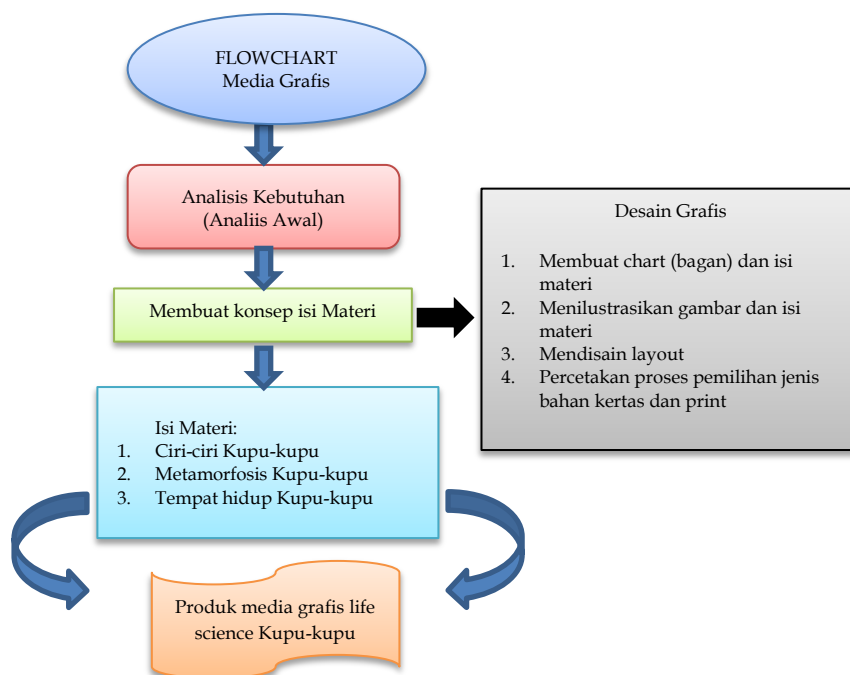 FLOWCHART
Media Grafis
Analisis Kebutuhan
(Analiis Awal)
Membuat konsep isi Materi
Desain Grafis
1. Membuat chart (bagan) dan isi
materi
2. Menilustrasikan gambar dan isi
materi
3. Mendisain layout
4. Percetakan proses pemilihan jenis
bahan kertas dan print
Isi Materi:
1. Ciri-ciri Kupu-kupu
2. Metamorfosis Kupu-kupu
3. Tempat hidup Kupu-kupu
Produk media grafis life
science Kupu-kupu